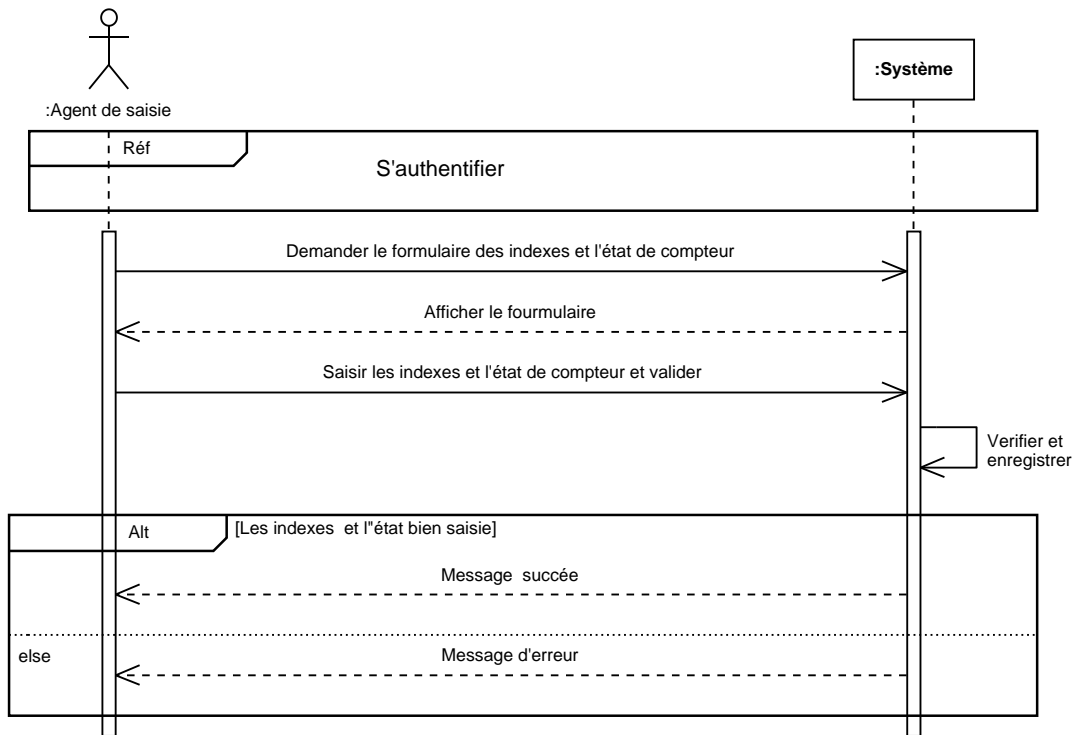 :Système
:Agent de saisie
Réf
S'authentifier
Demander le formulaire des indexes et l'état de compteur
Afficher le fourmulaire
Saisir les indexes et l'état de compteur et valider
Verifier et
enregistrer
Alt
[Les indexes et l"état bien saisie]
Message succée
else
Message d'erreur